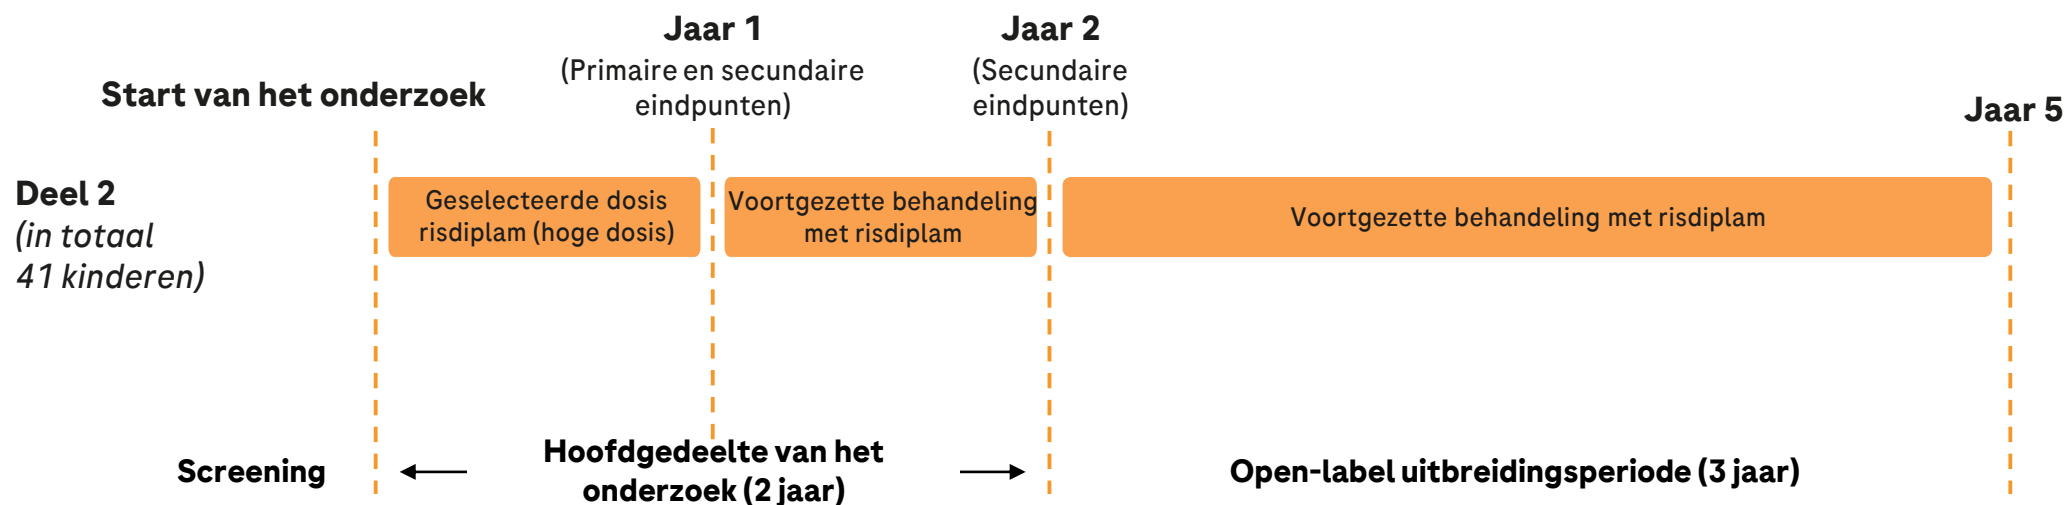 Start van het onderzoek
Jaar 1
(Primaire en secundaire
eindpunten)
Jaar 2
(Secundaire
eindpunten)
Jaar 5
Deel 2
(in totaal
41 kinderen)
Geselecteerde dosis
risdiplam (hoge dosis)
Voortgezette behandeling
met risdiplam
Voortgezette behandeling met risdiplam
Screening
Hoofdgedeelte van het
onderzoek (2 jaar)
Open-label uitbreidingsperiode (3 jaar)